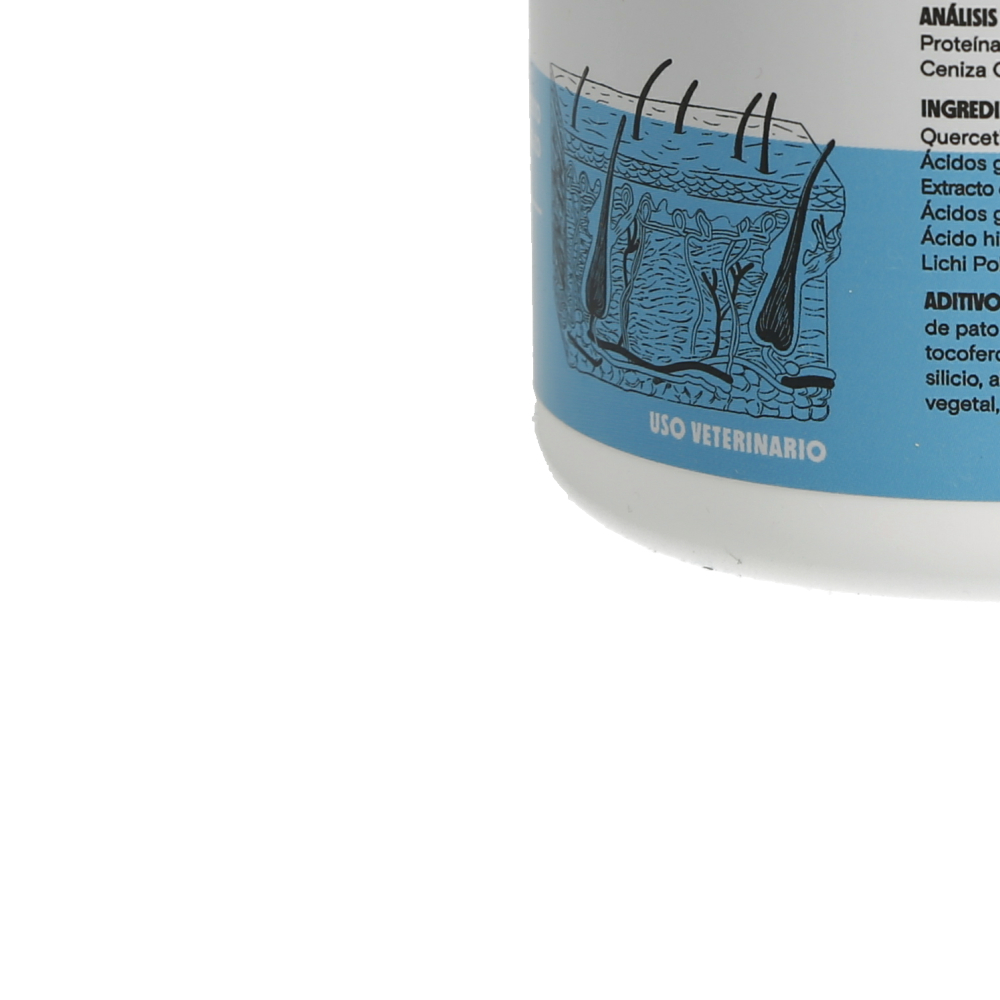 ANÁLISIS
Proteína
Ceniza
INGREDI
Quercet
Ácidos g
Extracto
Ácidos g
Ácido hi
Lichi Po
ADITIVO
de pato
tocofero
silicio, a
vegetal,
USO VETERINARIO